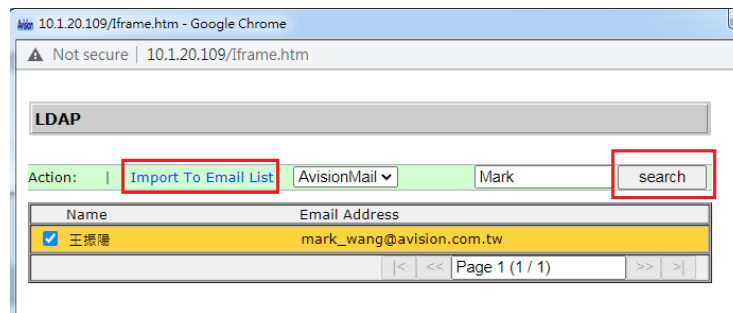 Avision 10.1.20.109/Iframe.htm - Google Chrome
Not secure | 10.1.20.109/Iframe.htm
LDAP
Action: | Import To Email List AvisionMail Mark search
Name Email Address
王振陽 mark_wang@avision.com.tw
|< << Page 1 (1 / 1) >> >|